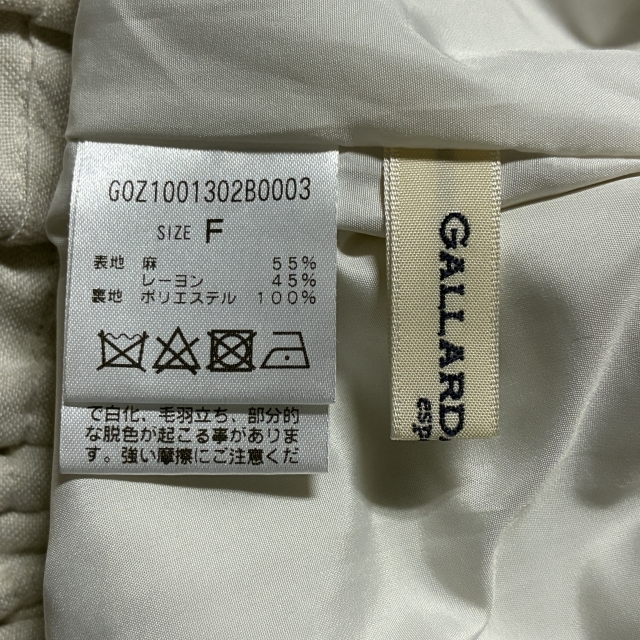 G0Z1001302B0003
SIZE F
表地 麻 55%
レーヨン 45%
裏地 ポリエステル 100%
で白化、毛羽立ち、部分的
な脱色が起こる事がありま
す。強い摩擦にご注意くだ
GALLARD
esp